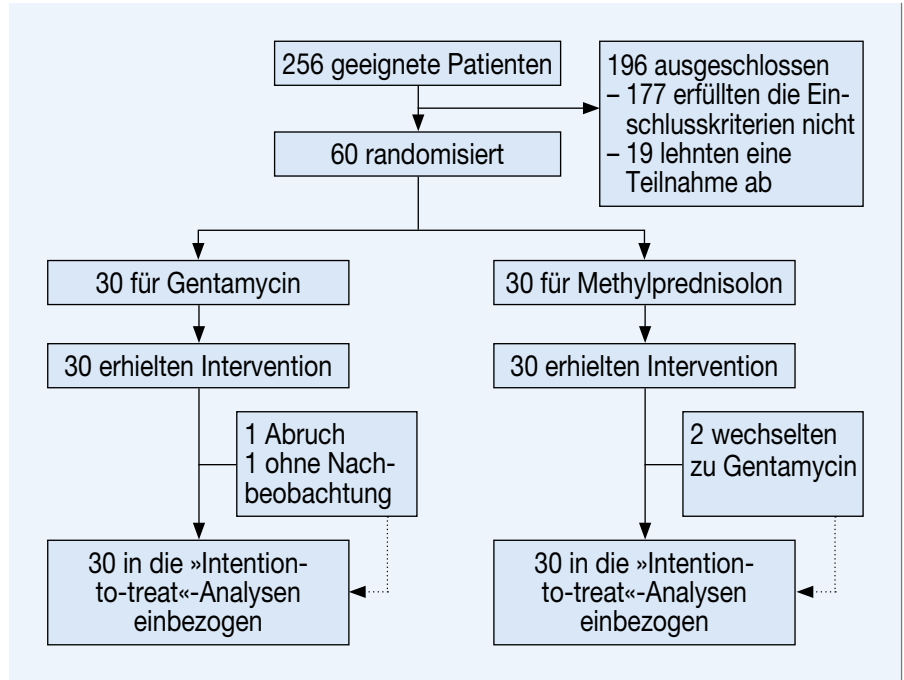 256 geeignete Patienten
196 ausgeschlossen
– 177 erfüllten die Ein-
schlusskriterien nicht
– 19 lehnten eine
Teilnahme ab
60 randomisiert
30 für Gentamycin
30 für Methylprednisolon
30 erhielten Intervention
30 erhielten Intervention
1 Abruch
1 ohne Nach-
beobachtung
2 wechselten
zu Gentamycin
30 in die »Intention-
to-treat«-Analysen
einbezogen
30 in die »Intention-
to-treat«-Analysen
einbezogen